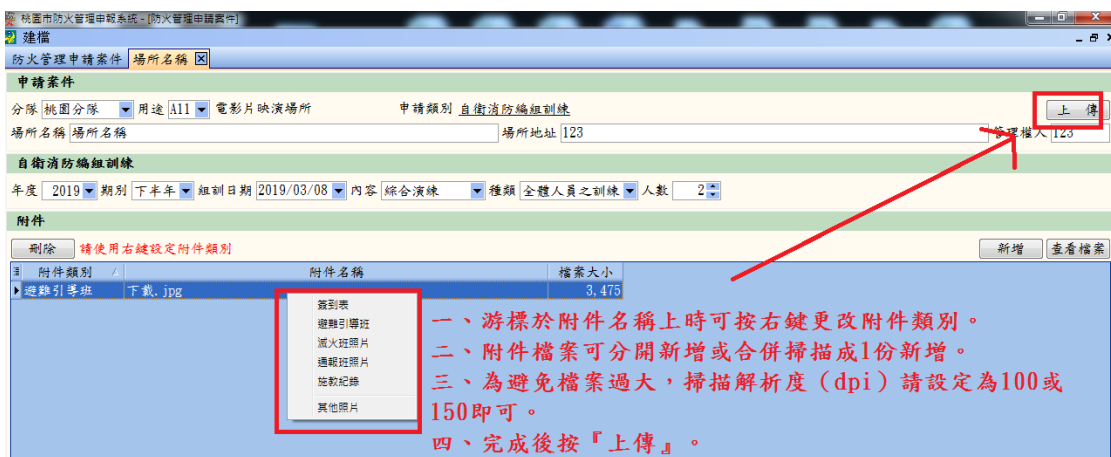 桃園市防火管理申報系統 - [防火管理申請案件]
建檔
防火管理申請案件 場所名稱
申請案件
分隊 桃園分隊 用途 A11 電影片映演場所 申請類別 自衛消防編組訓練 上 傳
場所名稱 場所名稱 場所地址 123 管理權人 123
自衛消防編組訓練
年度 2019 期別 下半年 組訓日期 2019/03/08 內容 綜合演練 種類 全體人員之訓練 人數 2
附件
刪除 請使用右鍵設定附件類別 新增 查看檔案
附件類別 附件名稱 檔案大小
避難引導班 下載.jpg 3,475
簽到表
避難引導班
滅火班照片
通報班照片
施教紀錄
其他照片
一、游標於附件名稱上時可按右鍵更改附件類別。
二、附件檔案可分開新增或合併掃描成1份新增。
三、為避免檔案過大，掃描解析度（dpi）請設定為100或
150即可。
四、完成後按『上傳』。